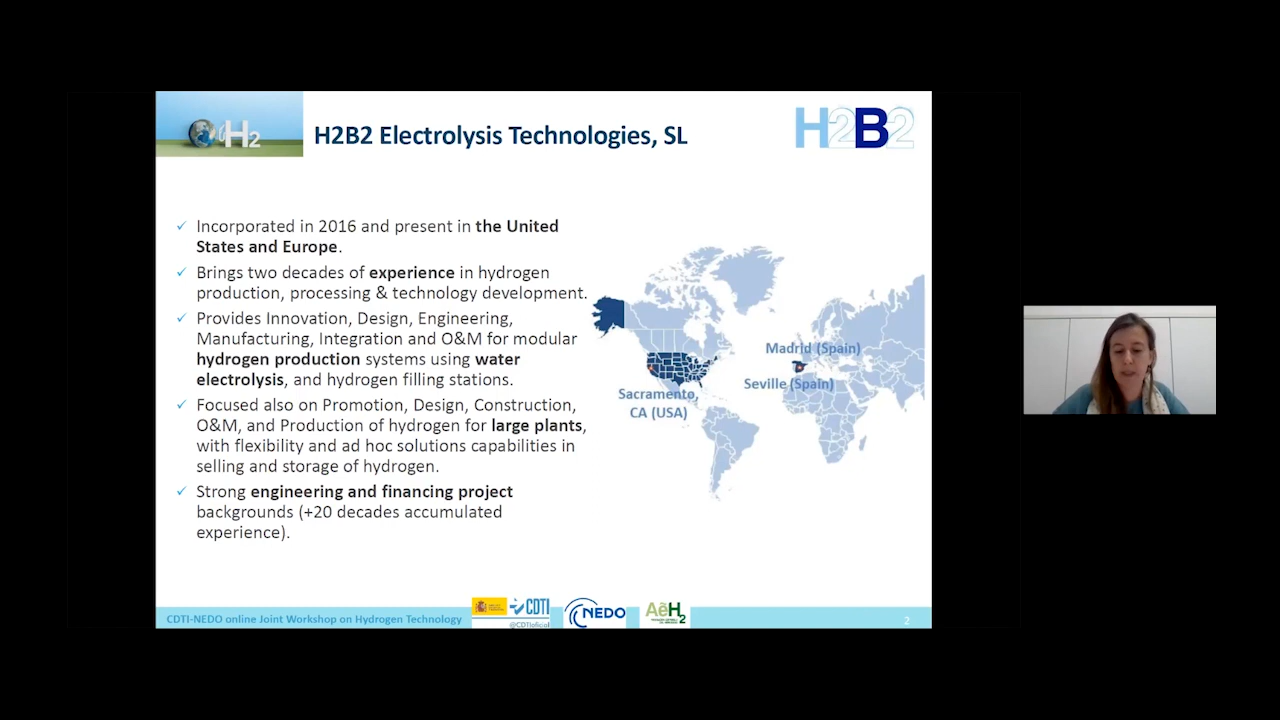 H2
H2B2 Electrolysis Technologies, SL
H2B2
✓ Incorporated in 2016 and present in the United
States and Europe.
✓ Brings two decades of experience in hydrogen
production, processing & technology development.
✓ Provides Innovation, Design, Engineering,
Manufacturing, Integration and O&M for modular
hydrogen production systems using water
electrolysis, and hydrogen filling stations.
✓ Focused also on Promotion, Design, Construction,
O&M, and Production of hydrogen for large plants,
with flexibility and ad hoc solutions capabilities in
selling and storage of hydrogen.
✓ Strong engineering and financing project
backgrounds (+20 decades accumulated
experience).
Madrid (Spain)
Seville (Spain)
Sacramento,
CA (USA)
CDTI-NEDO online Joint Workshop on Hydrogen Technology
CDTI
@CDTIoficial
NEDO
AeH2
2